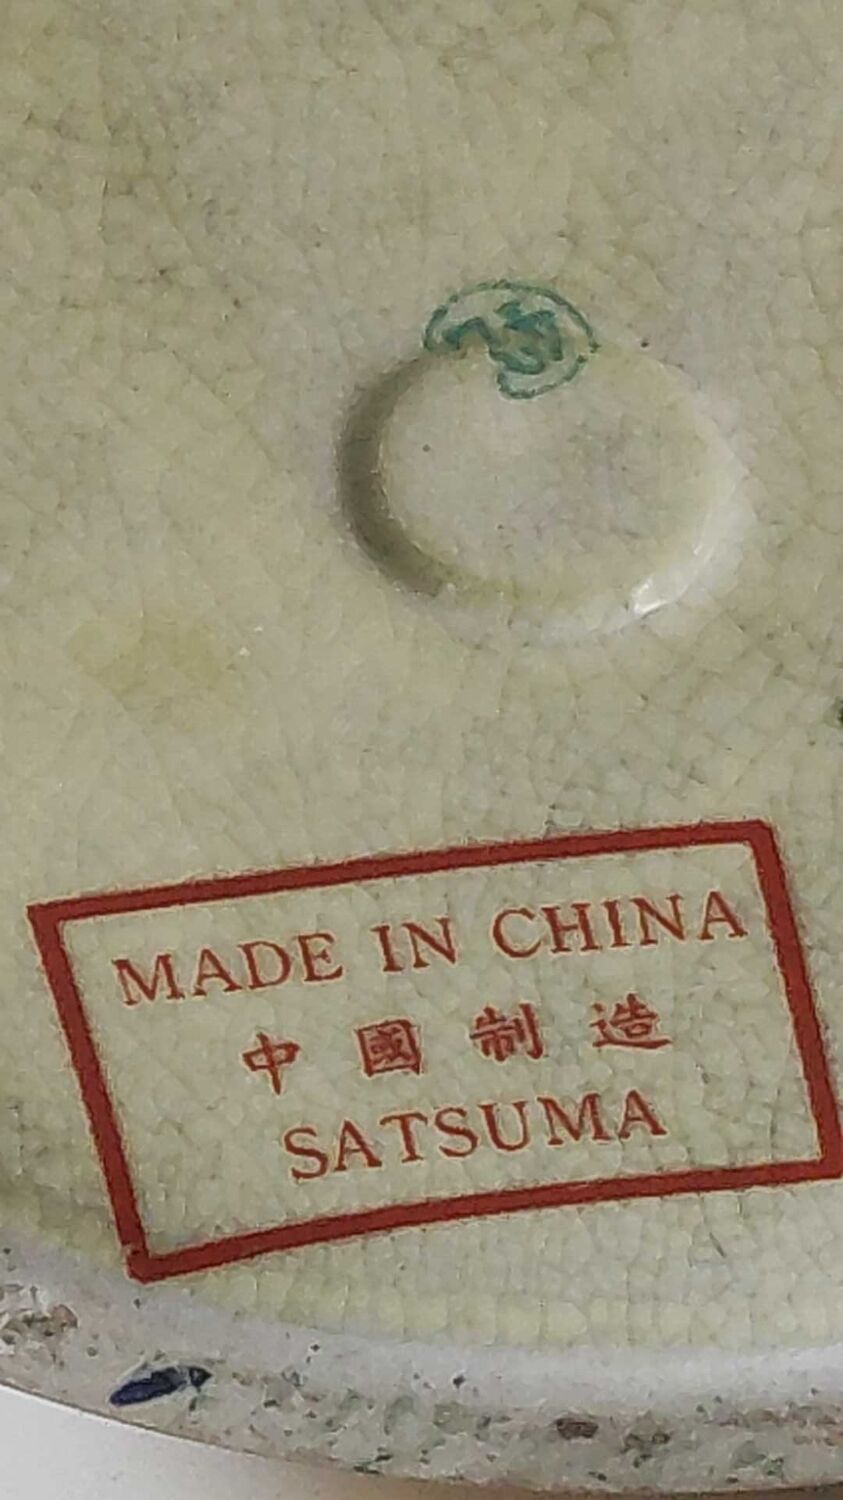 MADE IN CHINA
中國制造
SATSUMA